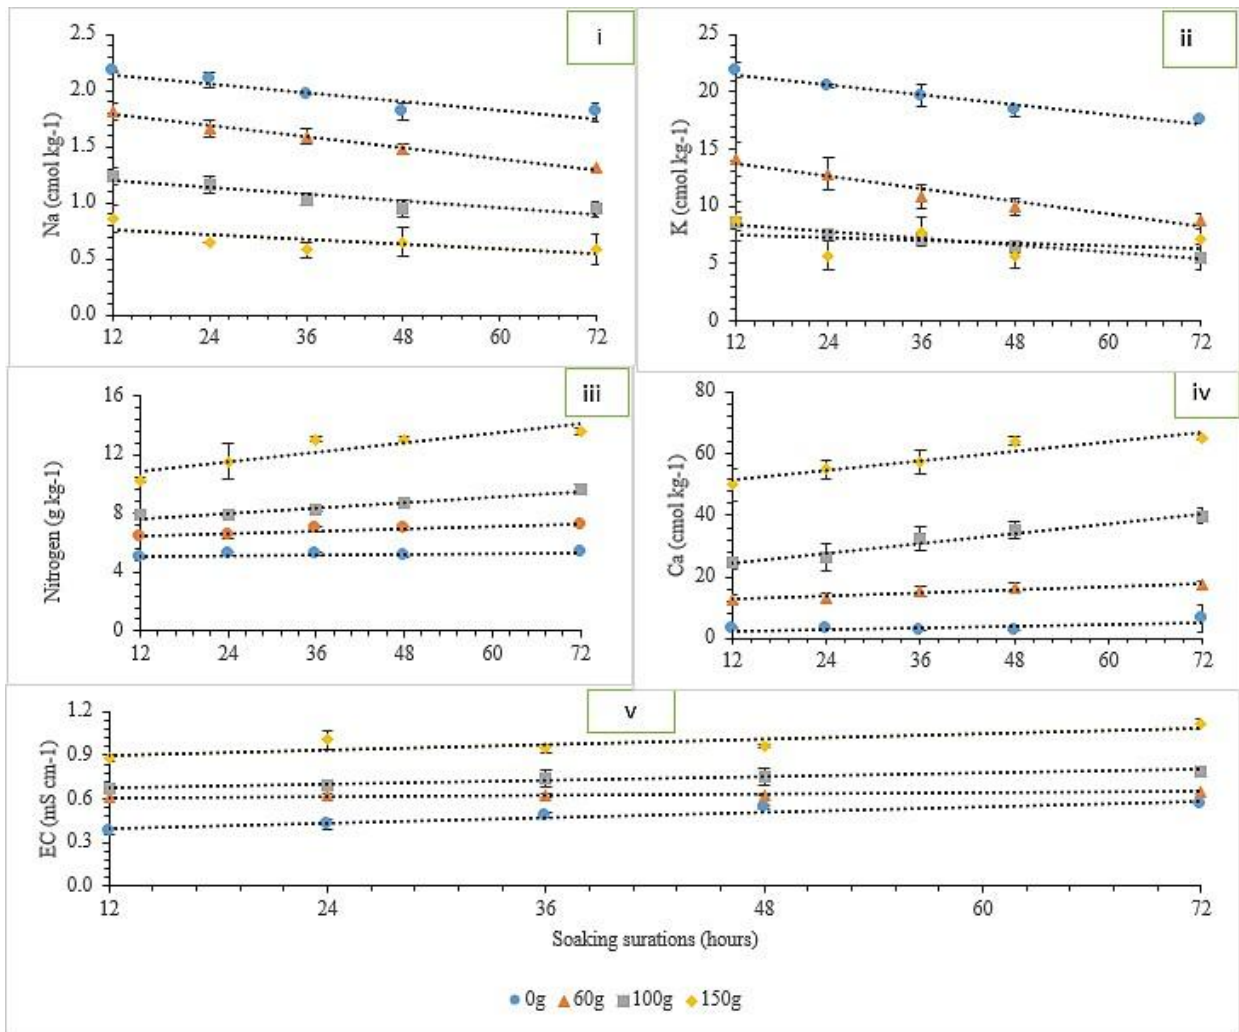 i
2.5
2.0
1.5
1.0
0.5
0.0
Na (cmol kg-1)
12 24 36 48 60 72
ii
25
20
15
10
5
0
K (cmol kg-1)
12 24 36 48 60 72
iii
16
12
8
4
0
Nitrogen (g kg-1)
12 24 36 48 60 72
iv
80
60
40
20
0
Ca (cmol kg-1)
12 24 36 48 60 72
v
1.2
0.9
0.6
0.3
0.0
EC (mS cm-1)
12 24 36 48 60 72
Soaking surations (hours)
0g 60g 100g 150g